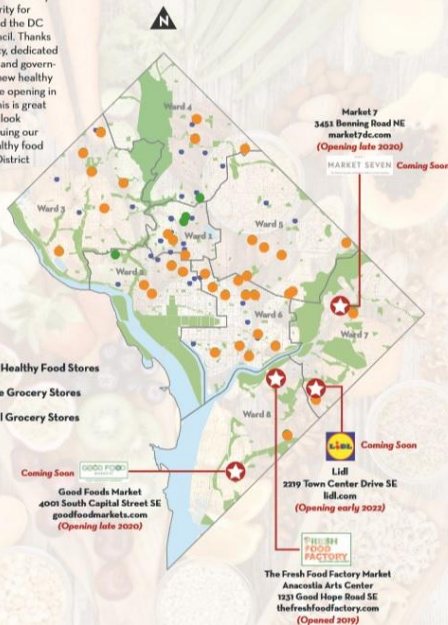 rity for
d the DC
cil. Thanks
y, dedicated
and govern-
new healthy
e opening in
his is great
look
uing our
lthy food
District
N
Ward 4
Ward 3
Ward 1
Ward 5
Ward 2
Ward 6
Ward 7
Ward 8
Market 7
3451 Benning Road NE
market7dc.com
(Opening late 2020)
MARKET SEVEN
Coming Soon
Healthy Food Stores
e Grocery Stores
l Grocery Stores
LIDL
Coming Soon
Lidl
2219 Town Center Drive SE
lidl.com
(Opening early 2022)
Coming Soon
GOOD FOOD
Good Foods Market
4001 South Capital Street SE
goodfoodmarkets.com
(Opening late 2020)
FRESH
FOOD
FACTORY
The Fresh Food Factory Market
Anacostia Arts Center
1231 Good Hope Road SE
thefreshfoodfactory.com
(Opened 2019)